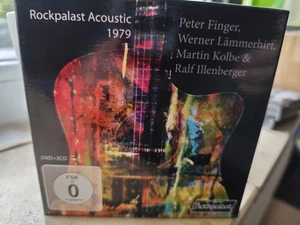 Rockpalast Acoustic
1979
Peter Finger,
Werner Lämmerhirt,
Martin Kolbe &
Ralf Illenberger
DVD+3CD
FSK
0
Rockpalast